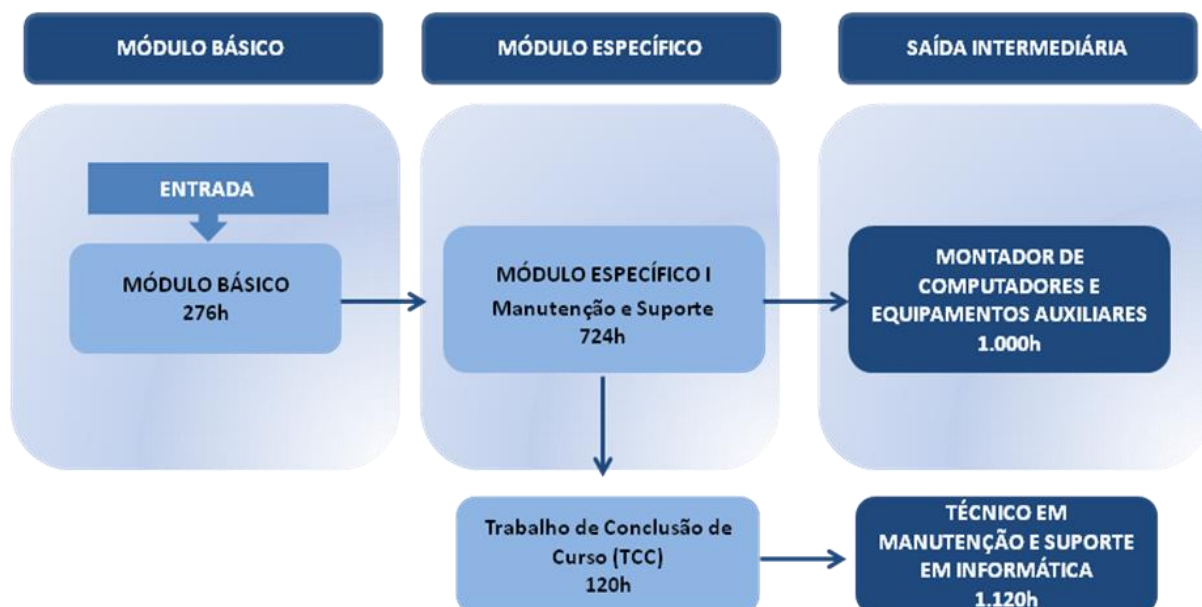 MÓDULO BÁSICO
MÓDULO ESPECÍFICO
SAÍDA INTERMEDIÁRIA
ENTRADA
MÓDULO BÁSICO
276h
MÓDULO ESPECÍFICO I
Manutenção e Suporte
724h
MONTADOR DE
COMPUTADORES E
EQUIPAMENTOS AUXILIARES
1.000h
Trabalho de Conclusão de
Curso (TCC)
120h
TÉCNICO EM
MANUTENÇÃO E SUPORTE
EM INFORMÁTICA
1.120h